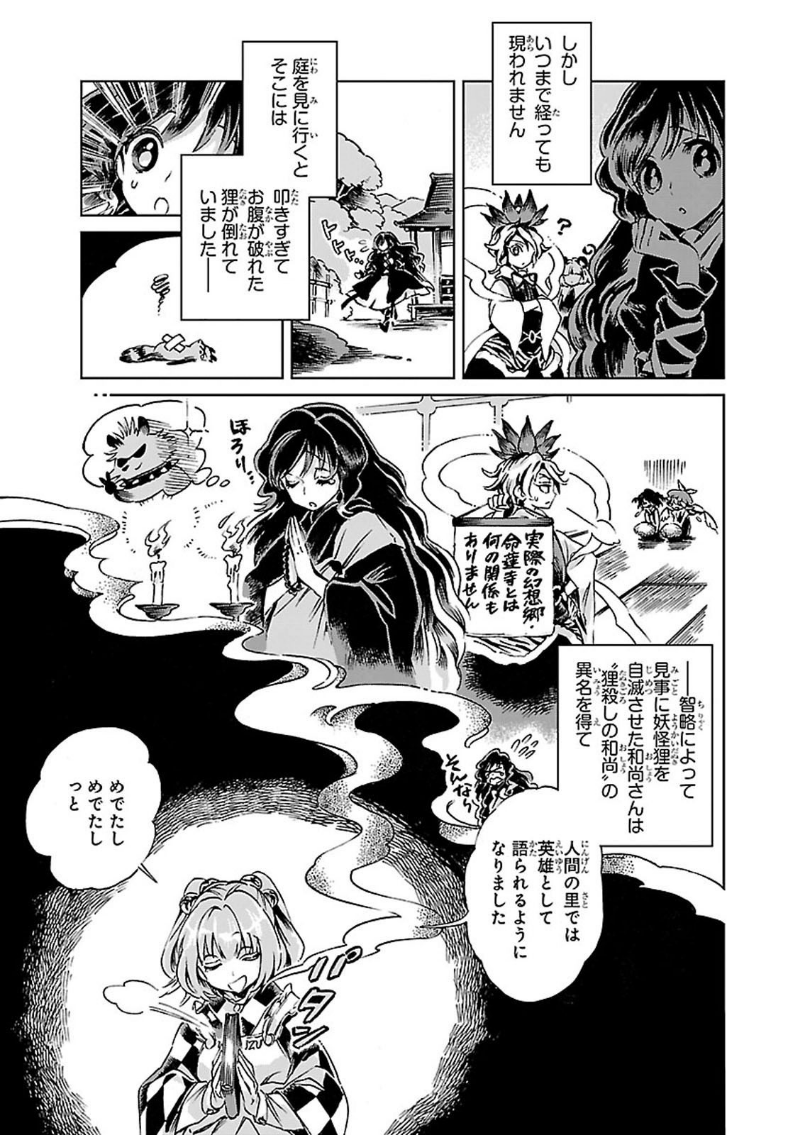 しかし
いつまで経っても
現われません
?
トトトト…
庭を見に行くと
そこには
叩きすぎて
お腹が破れた
狸が倒れて
いました――
実際の幻想郷・
命蓮寺とは
何の関係も
ありません
ほろり…
――智略によって
見事に妖怪狸を
自滅させた和尚さんは
〝狸殺しの和尚〟の
異名を得て
そんなっ
人間の里では
英雄として
語られるように
なりました
めでたし
めでたし
っと
パタン